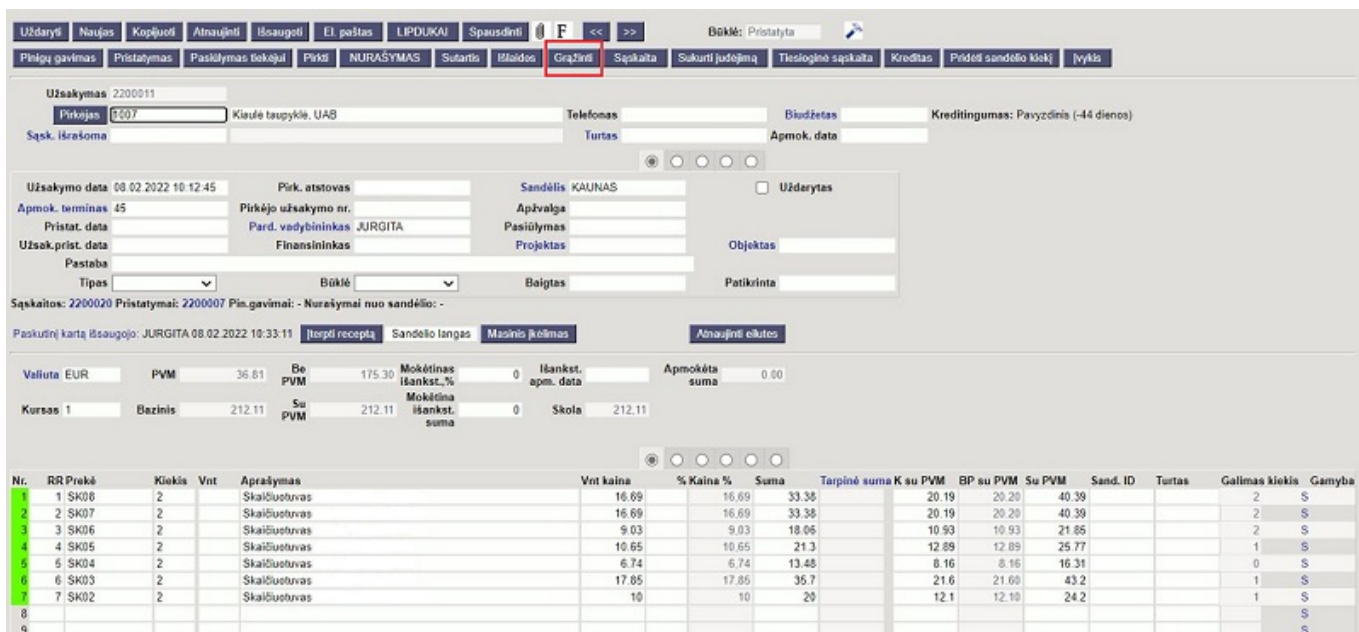 Uždaryti Naujas Kopijuoti Atnaujinti Išsaugoti El. paštas LIPDUKAI Spausdinti F << >> Būklė: Pristatyta
Pinigų gavimas Pristatymas Pasiūlymas tiekėjui Pirkti NURAŠYMAS Sutartis Išlaidos Grąžinti Sąskaita Sukurti judėjimą Tiesioginė sąskaita Kreditas Pridėti sandėlio kiekį Įvykis
Užsakymas 2200011
Pirkėjas 1007 Kiaulė taupyklė, UAB Telefonas Biudžetas Kreditingumas: Pavyzdinis (-44 dienos)
Sąsk. išrašoma Turtas Apmok. data
Užsakymo data 08.02.2022 10:12:45 Pirk. atstovas Sandėlis KAUNAS Uždarytas
Apmok. terminas 45 Pirkėjo užsakymo nr. Apžvalga
Pristat. data Pard. vadybininkas JURGITA Pasiūlymas
Užsak.prist. data Finansininkas Projektas Objektas
Pastaba
Tipas Būklė Baigtas Patikrinta
Sąskaitos: 2200020 Pristatymai: 2200007 Pin.gavimai: - Nurašymai nuo sandėlio: -
Paskutinį kartą išsaugojo: JURGITA 08.02.2022 10:33:11 Įterpti receptą Sandėlio langas Masinis įkėlimas Atnaujinti eilutes
Valiuta EUR PVM 36.81 Be PVM 175.30 Mokėtinas išankst.,% 0 Išankst. apm. data Apmokėta suma 0.00
Kursas 1 Bazinis 212.11 Su PVM 212.11 Mokėtina išankst. suma 0 Skola 212,11
Nr. RR Prekė Kiekis Vnt Aprašymas Vnt kaina % Kaina % Suma Tarpinė suma K su PVM BP su PVM Su PVM Sand. ID Turtas Galimas kiekis Gamyba
1 1 SK08 2 Skaičiuotuvas 16.69 16,69 33.38 20.19 20.20 40.39 2 S
2 2 SK07 2 Skaičiuotuvas 16.69 16,69 33.38 20.19 20.20 40.39 2 S
3 3 SK06 2 Skaičiuotuvas 9.03 9,03 18.06 10.93 10.93 21.85 2 S
4 4 SK05 2 Skaičiuotuvas 10.65 10,65 21.3 12.89 12.89 25.77 1 S
5 5 SK04 2 Skaičiuotuvas 6.74 6,74 13.48 8.16 8.16 16.31 0 S
6 6 SK03 2 Skaičiuotuvas 17.85 17,85 35.7 21.6 21.60 43.2 1 S
7 7 SK02 2 Skaičiuotuvas 10 10 20 12.1 12.10 24.2 1 S
8 S
9 S